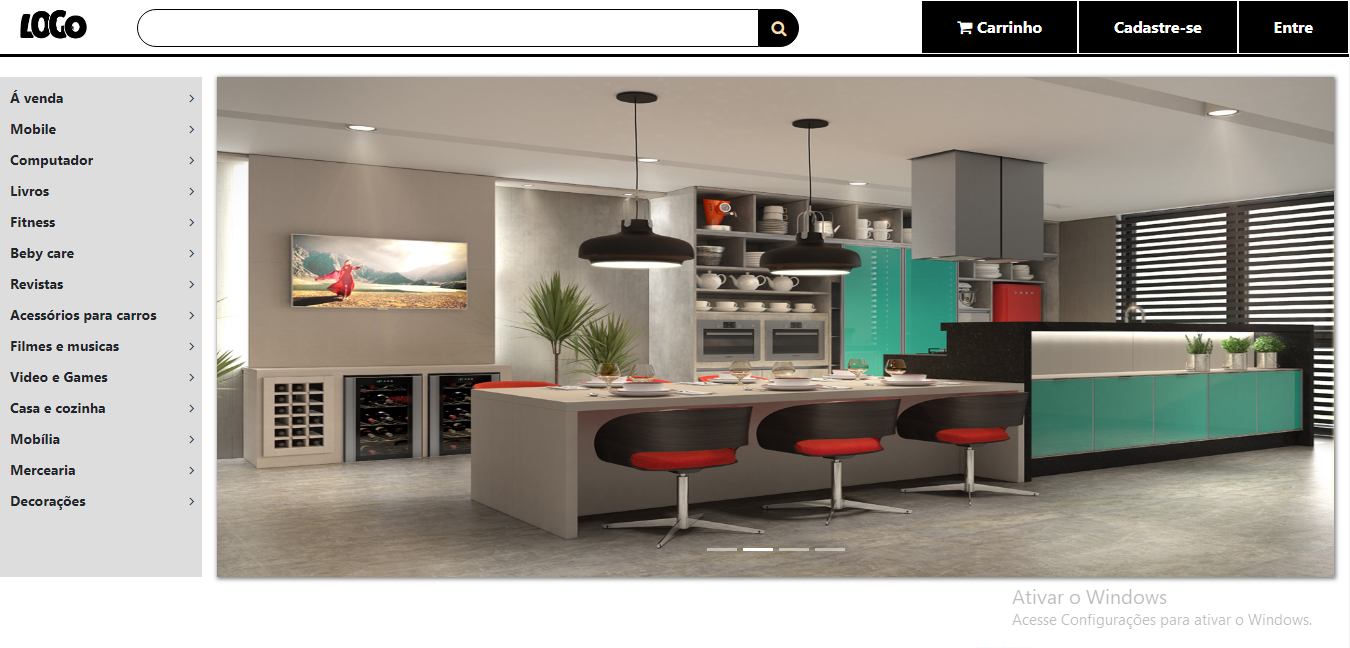 LOGO
Carrinho
Cadastre-se
Entre
Á venda
Mobile
Computador
Livros
Fitness
Beby care
Revistas
Acessórios para carros
Filmes e musicas
Video e Games
Casa e cozinha
Mobília
Mercearia
Decorações
Ativar o Windows
Acesse Configurações para ativar o Windows.